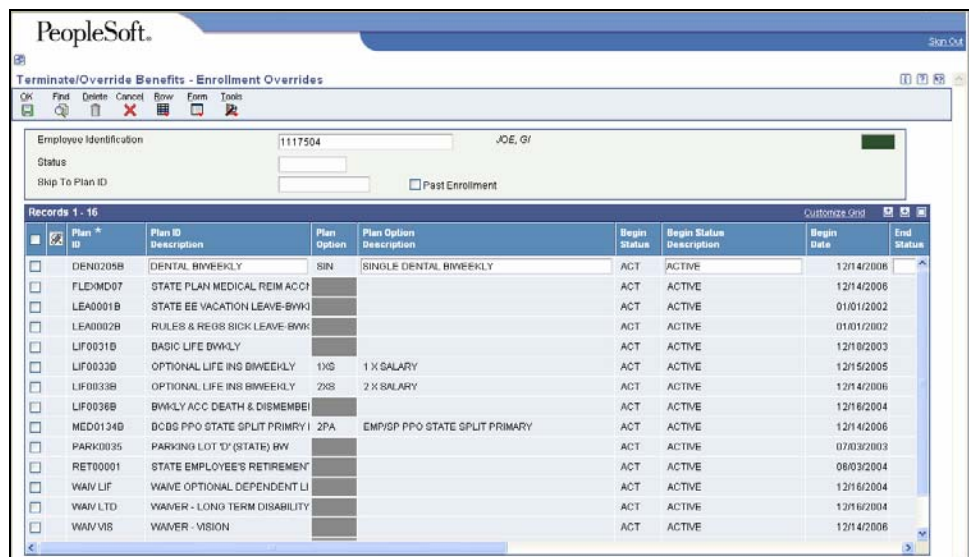 PeopleSoft.
Sign Out
Terminate/Override Benefits - Enrollment Overrides
OK Find Delete Cancel Row Form Tools
Employee Identification 1117504 JOE, GI
Status
Skip To Plan ID Past Enrollment
Records 1 - 16 Customize Grid
Plan * ID Plan ID Description Plan Option Plan Option Description Begin Status Begin Status Description Begin Date End Status
DEN0205B DENTAL BIWEEKLY SIN SINGLE DENTAL BIWEEKLY ACT ACTIVE 12/14/2006
FLEXMD07 STATE PLAN MEDICAL REIM ACCN ACT ACTIVE 12/14/2006
LEA0001B STATE EE VACATION LEAVE-BWKL ACT ACTIVE 01/01/2002
LEA0002B RULES & REGS SICK LEAVE-BWK ACT ACTIVE 01/01/2002
LIF0031B BASIC LIFE BWKLY ACT ACTIVE 12/18/2003
LIF0033B OPTIONAL LIFE INS BIWEEKLY 1XS 1 X SALARY ACT ACTIVE 12/15/2005
LIF0033B OPTIONAL LIFE INS BIWEEKLY 2XS 2 X SALARY ACT ACTIVE 12/14/2006
LIF0036B BWKLY ACC DEATH & DISMEMBE ACT ACTIVE 12/16/2004
MED0134B BCBS PPO STATE SPLIT PRIMRY 2PA EMP/SP PPO STATE SPLIT PRIMARY ACT ACTIVE 12/14/2006
PARK0035 PARKING LOT 'D' (STATE) BW ACT ACTIVE 07/03/2003
RET00001 STATE EMPLOYEE'S RETIREMENT ACT ACTIVE 06/03/2004
WAIV LIF WAIVE OPTIONAL DEPENDENT LI ACT ACTIVE 12/16/2004
WAIV LTD WAIVER - LONG TERM DISABILITY ACT ACTIVE 12/16/2004
WAIV VIS WAIVER - VISION ACT ACTIVE 12/14/2006